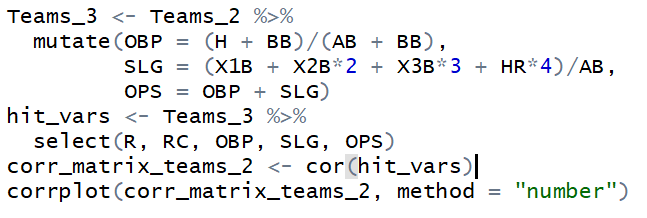 Teams_3 <- Teams_2 %>%
  mutate(OBP = (H + BB)/(AB + BB),
         SLG = (X1B + X2B*2 + X3B*3 + HR*4)/AB,
         OPS = OBP + SLG)
hit_vars <- Teams_3 %>%
  select(R, RC, OBP, SLG, OPS)
corr_matrix_teams_2 <- cor(hit_vars)
corrplot(corr_matrix_teams_2, method = "number")